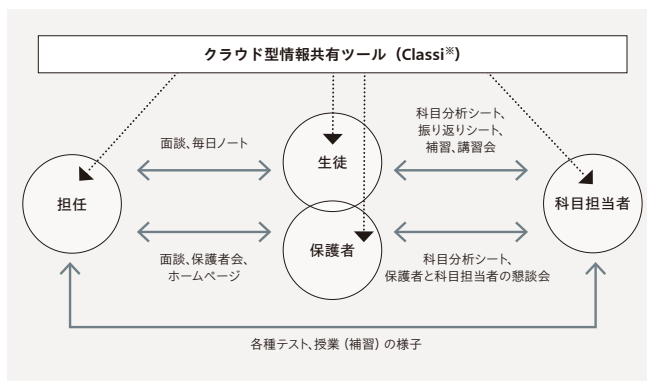 クラウド型情報共有ツール（Classi※）
面談、毎日ノート
科目分析シート、
振り返りシート、
補習、講習会
生徒
担任
科目担当者
保護者
面談、保護者会、
ホームページ
科目分析シート、
保護者と科目担当者の懇談会
各種テスト、授業（補習）の様子